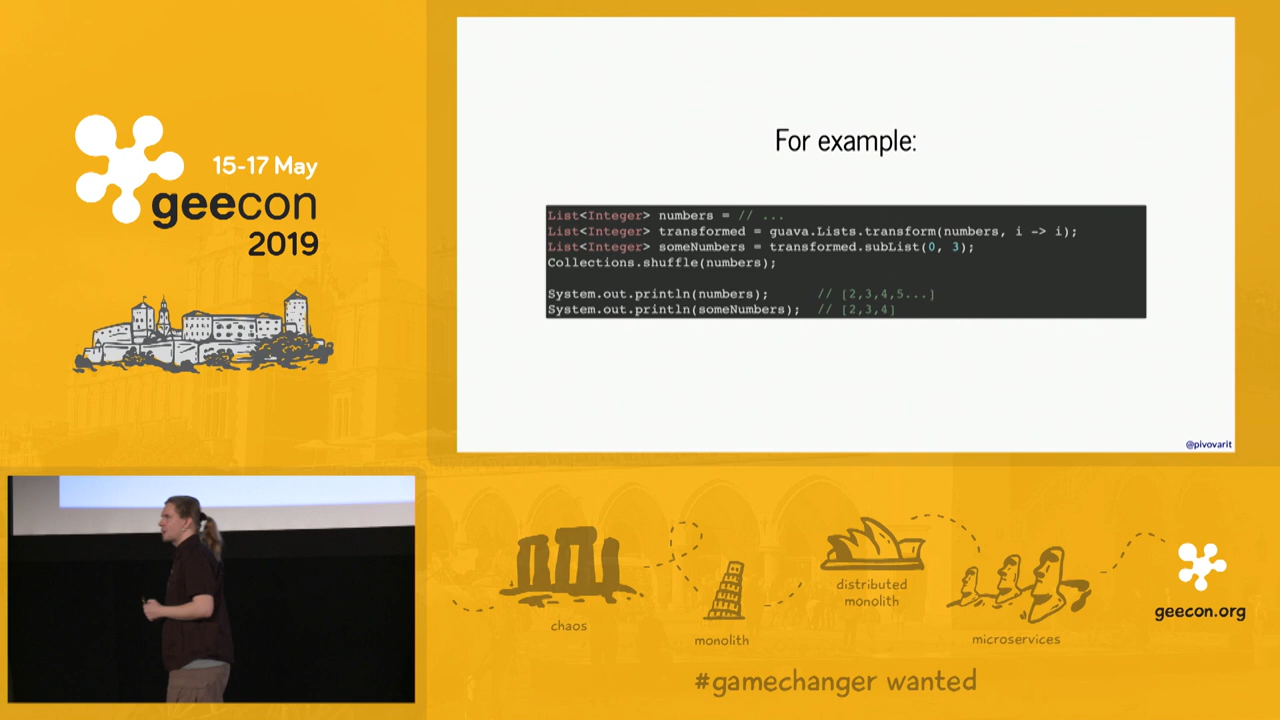 15-17 May
geecon
2019
For example:
List<Integer> numbers = // ...
List<Integer> transformed = guava.Lists.transform(numbers, i -> i);
List<Integer> someNumbers = transformed.subList(0, 3);
Collections.shuffle(numbers);
System.out.println(numbers); // [2,3,4,5...]
System.out.println(someNumbers); // [2,3,4]
@pivovarit
chaos
monolith
distributed
monolith
microservices
geecon.org
#gamechanger wanted